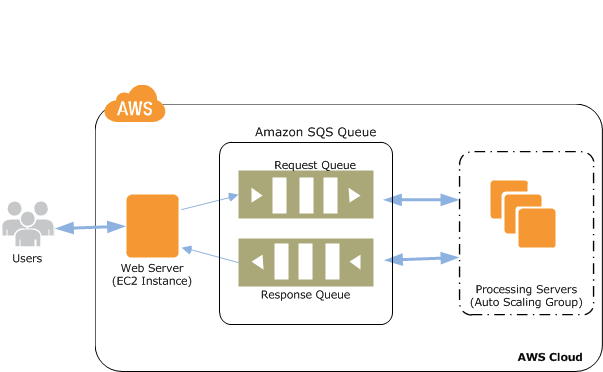 AWS
Amazon SQS Queue
Request Queue
Users
Web Server
(EC2 Instance)
Response Queue
Processing Servers
(Auto Scaling Group)
AWS Cloud